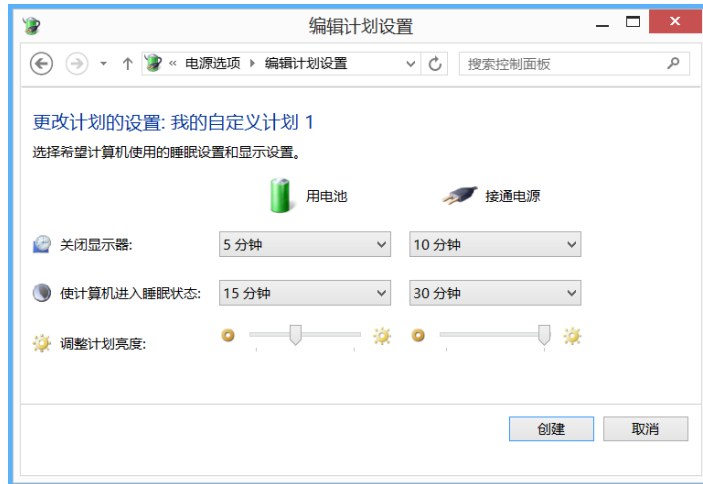 编辑计划设置
« 电源选项 ▸ 编辑计划设置
搜索控制面板
更改计划的设置: 我的自定义计划 1
选择希望计算机使用的睡眠设置和显示设置。
用电池 接通电源
关闭显示器: 5 分钟 10 分钟
使计算机进入睡眠状态: 15 分钟 30 分钟
调整计划亮度:
创建 取消